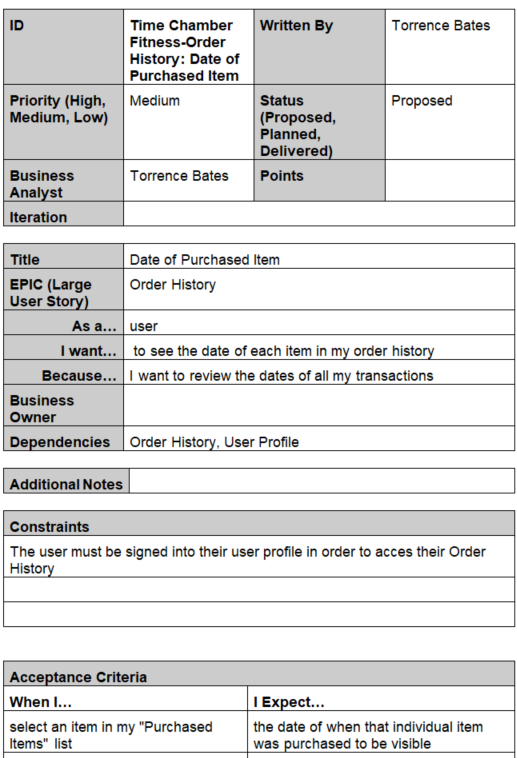 ID Time Chamber Written By Torrence Bates
Fitness-Order
History: Date of
Purchased Item
Priority (High, Medium Status Proposed
Medium, Low) (Proposed,
Planned,
Delivered)
Business Torrence Bates Points
Analyst
Iteration
Title Date of Purchased Item
EPIC (Large Order History
User Story)
As a... user
I want... to see the date of each item in my order history
Because... I want to review the dates of all my transactions
Business
Owner
Dependencies Order History, User Profile
Additional Notes
Constraints
The user must be signed into their user profile in order to acces their Order
History
Acceptance Criteria
When I... I Expect...
select an item in my "Purchased the date of when that individual item
Items" list was purchased to be visible